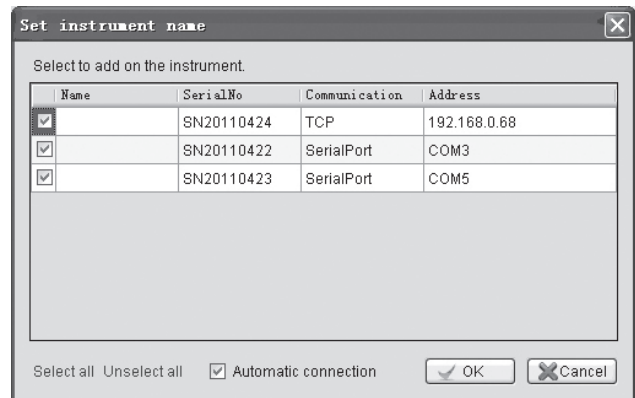 Set instrument name
Select to add on the instrument.
Name SerialNo Communication Address
SN20110424 TCP 192.168.0.68
SN20110422 SerialPort COM3
SN20110423 SerialPort COM5
Select all Unselect all Automatic connection OK Cancel